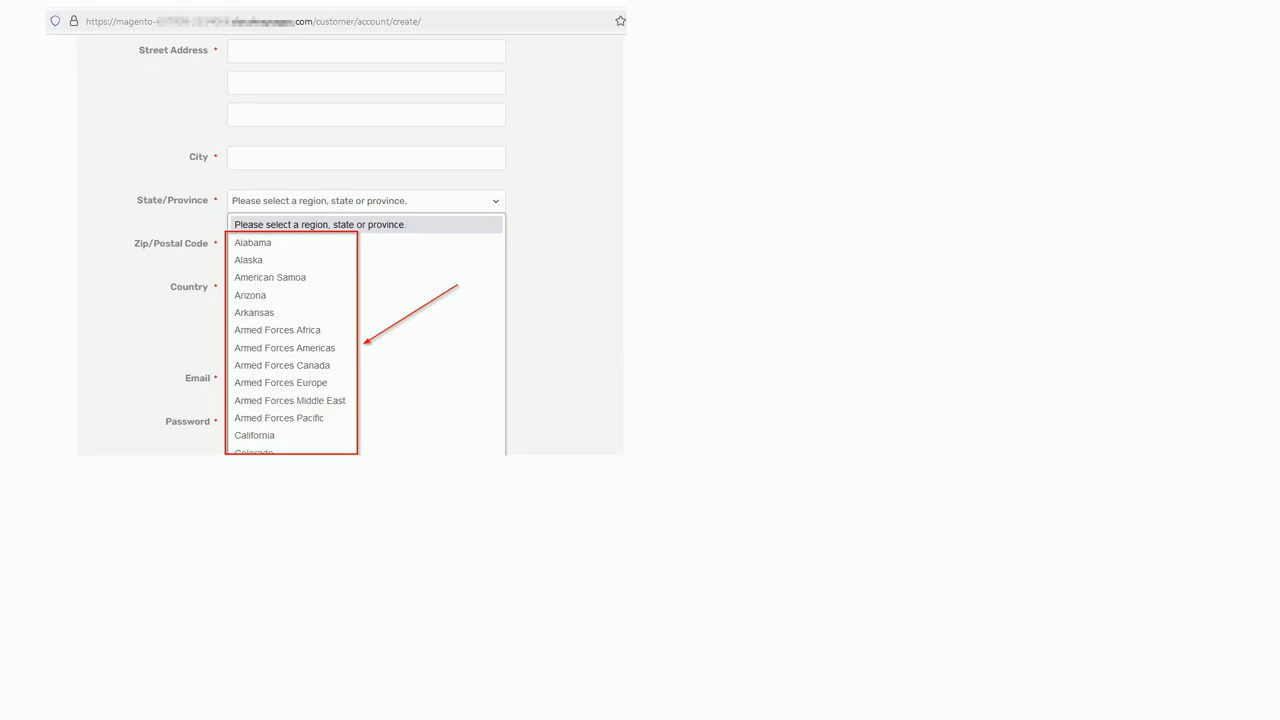 https://magento- com/customer/account/create/
Street Address *
City *
State/Province *
Please select a region, state or province.
Please select a region, state or province.
Zip/Postal Code *
Alabama
Alaska
American Samoa
Country *
Arizona
Arkansas
Armed Forces Africa
Armed Forces Americas
Armed Forces Canada
Email *
Armed Forces Europe
Armed Forces Middle East
Password *
Armed Forces Pacific
California
Colorado